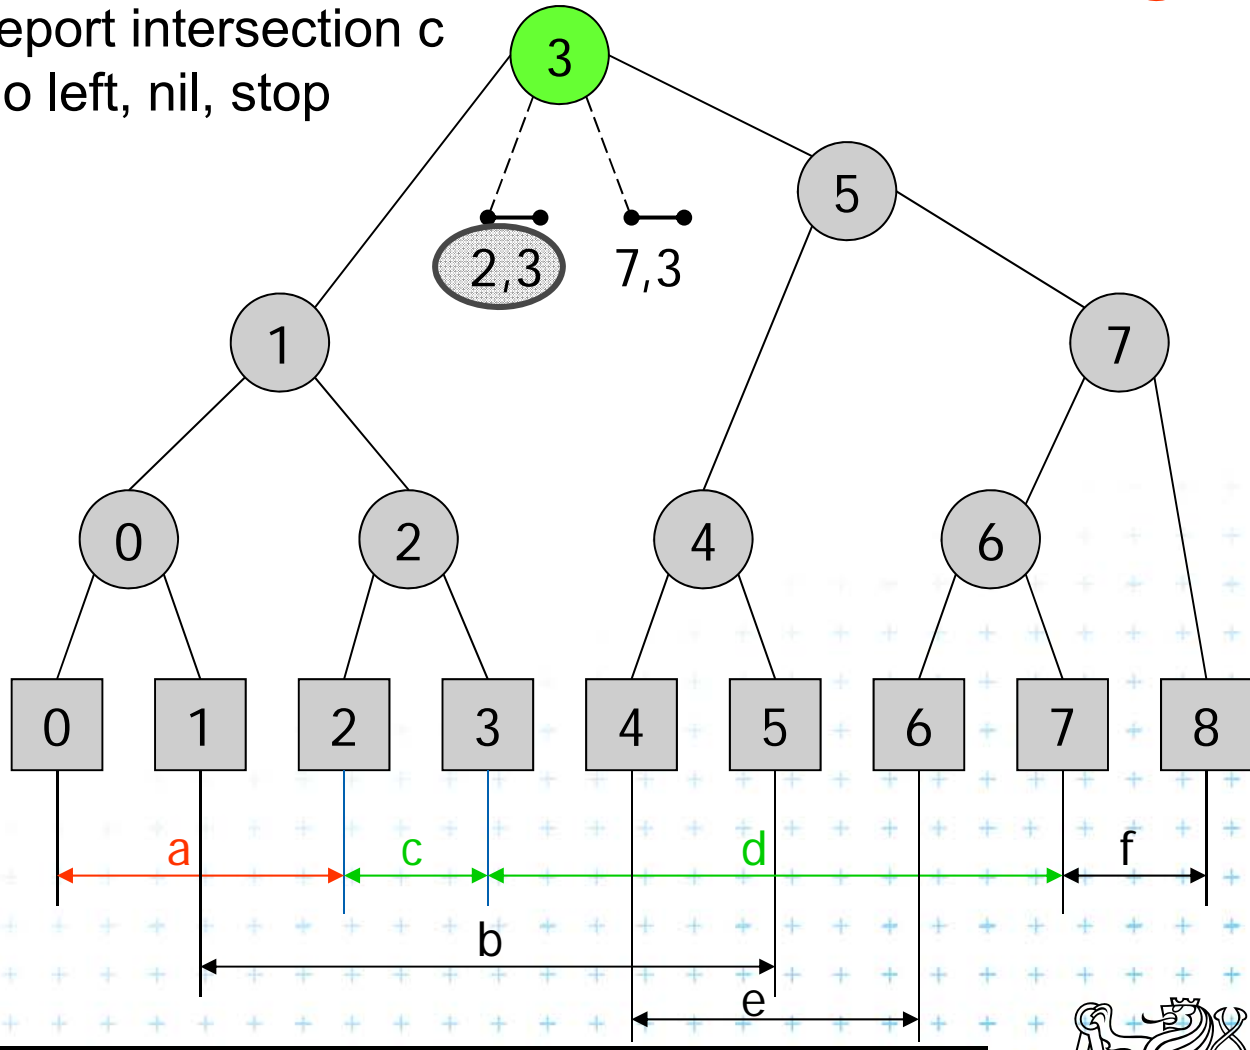 eport intersection c
o left, nil, stop
3
5
2,3 7,3
1 7
0 2 4 6
0 1 2 3 4 5 6 7 8
a c d f
b
e